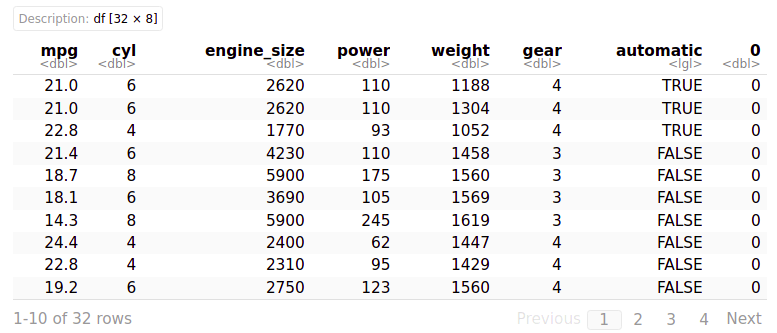 Description: df [32 × 8]
mpg cyl engine_size power weight gear automatic 0
<dbl> <dbl> <dbl> <dbl> <dbl> <dbl> <lgl> <dbl>
21.0 6 2620 110 1188 4 TRUE 0
21.0 6 2620 110 1304 4 TRUE 0
22.8 4 1770 93 1052 4 TRUE 0
21.4 6 4230 110 1458 3 FALSE 0
18.7 8 5900 175 1560 3 FALSE 0
18.1 6 3690 105 1569 3 FALSE 0
14.3 8 5900 245 1619 3 FALSE 0
24.4 4 2400 62 1447 4 FALSE 0
22.8 4 2310 95 1429 4 FALSE 0
19.2 6 2750 123 1560 4 FALSE 0
1-10 of 32 rows Previous 1 2 3 4 Next